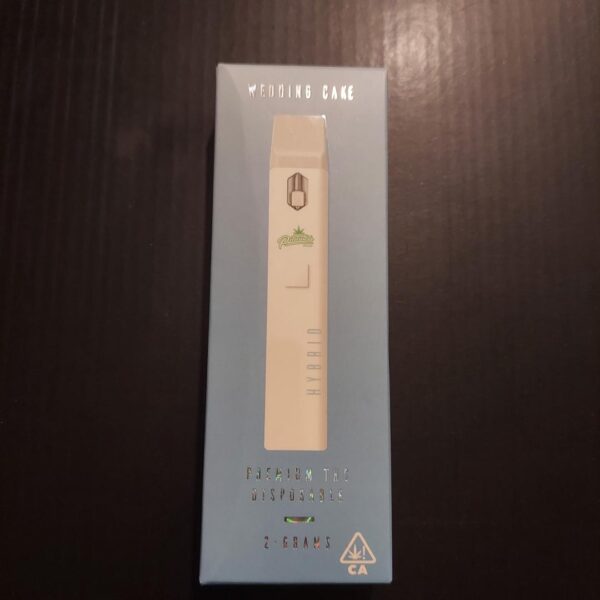 WEDDING CAKE
HYBRID
PREMIUM THC
DISPOSABLE
2-GRAMS
CA